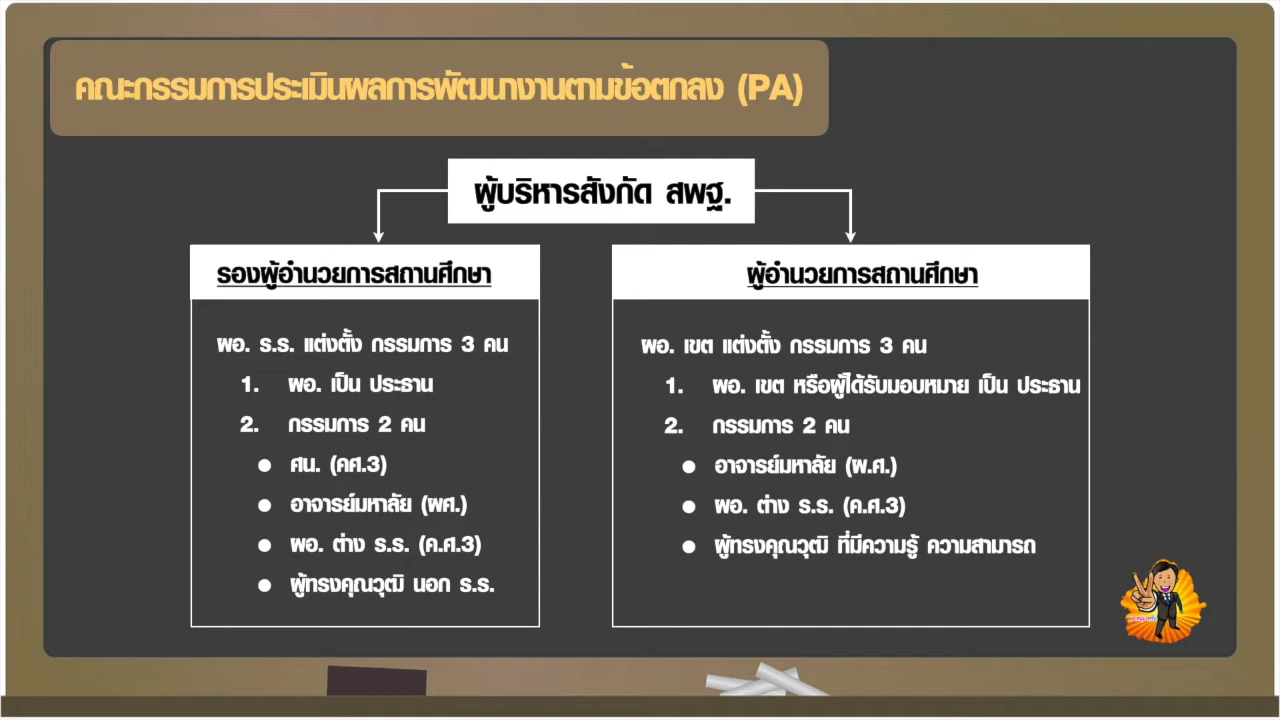 คณะกรรมการประเมินผลการพัฒนางานตามข้อตกลง (PA)
ผู้บริหารสังกัด สพฐ.
รองผู้อำนวยการสถานศึกษา
ผอ. ร.ร. แต่งตั้ง กรรมการ 3 คน
1. ผอ. เป็น ประธาน
2. กรรมการ 2 คน
● ศน. (คศ.3)
● อาจารย์มหาลัย (ผศ.)
● ผอ. ต่าง ร.ร. (ค.ศ.3)
● ผู้ทรงคุณวุฒิ นอก ร.ร.
ผู้อำนวยการสถานศึกษา
ผอ. เขต แต่งตั้ง กรรมการ 3 คน
1. ผอ. เขต หรือผู้ได้รับมอบหมาย เป็น ประธาน
2. กรรมการ 2 คน
● อาจารย์มหาลัย (ผ.ศ.)
● ผอ. ต่าง ร.ร. (ค.ศ.3)
● ผู้ทรงคุณวุฒิ ที่มีความรู้ ความสามารถ